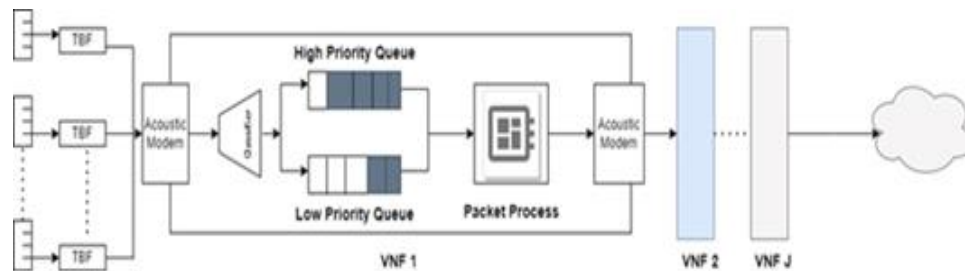 TBF
High Priority Queue
Acoustic
Modem
TBF
Acoustic
Modem
Low Priority Queue
Packet Process
TBF
VNF 1
VNF 2
VNF J